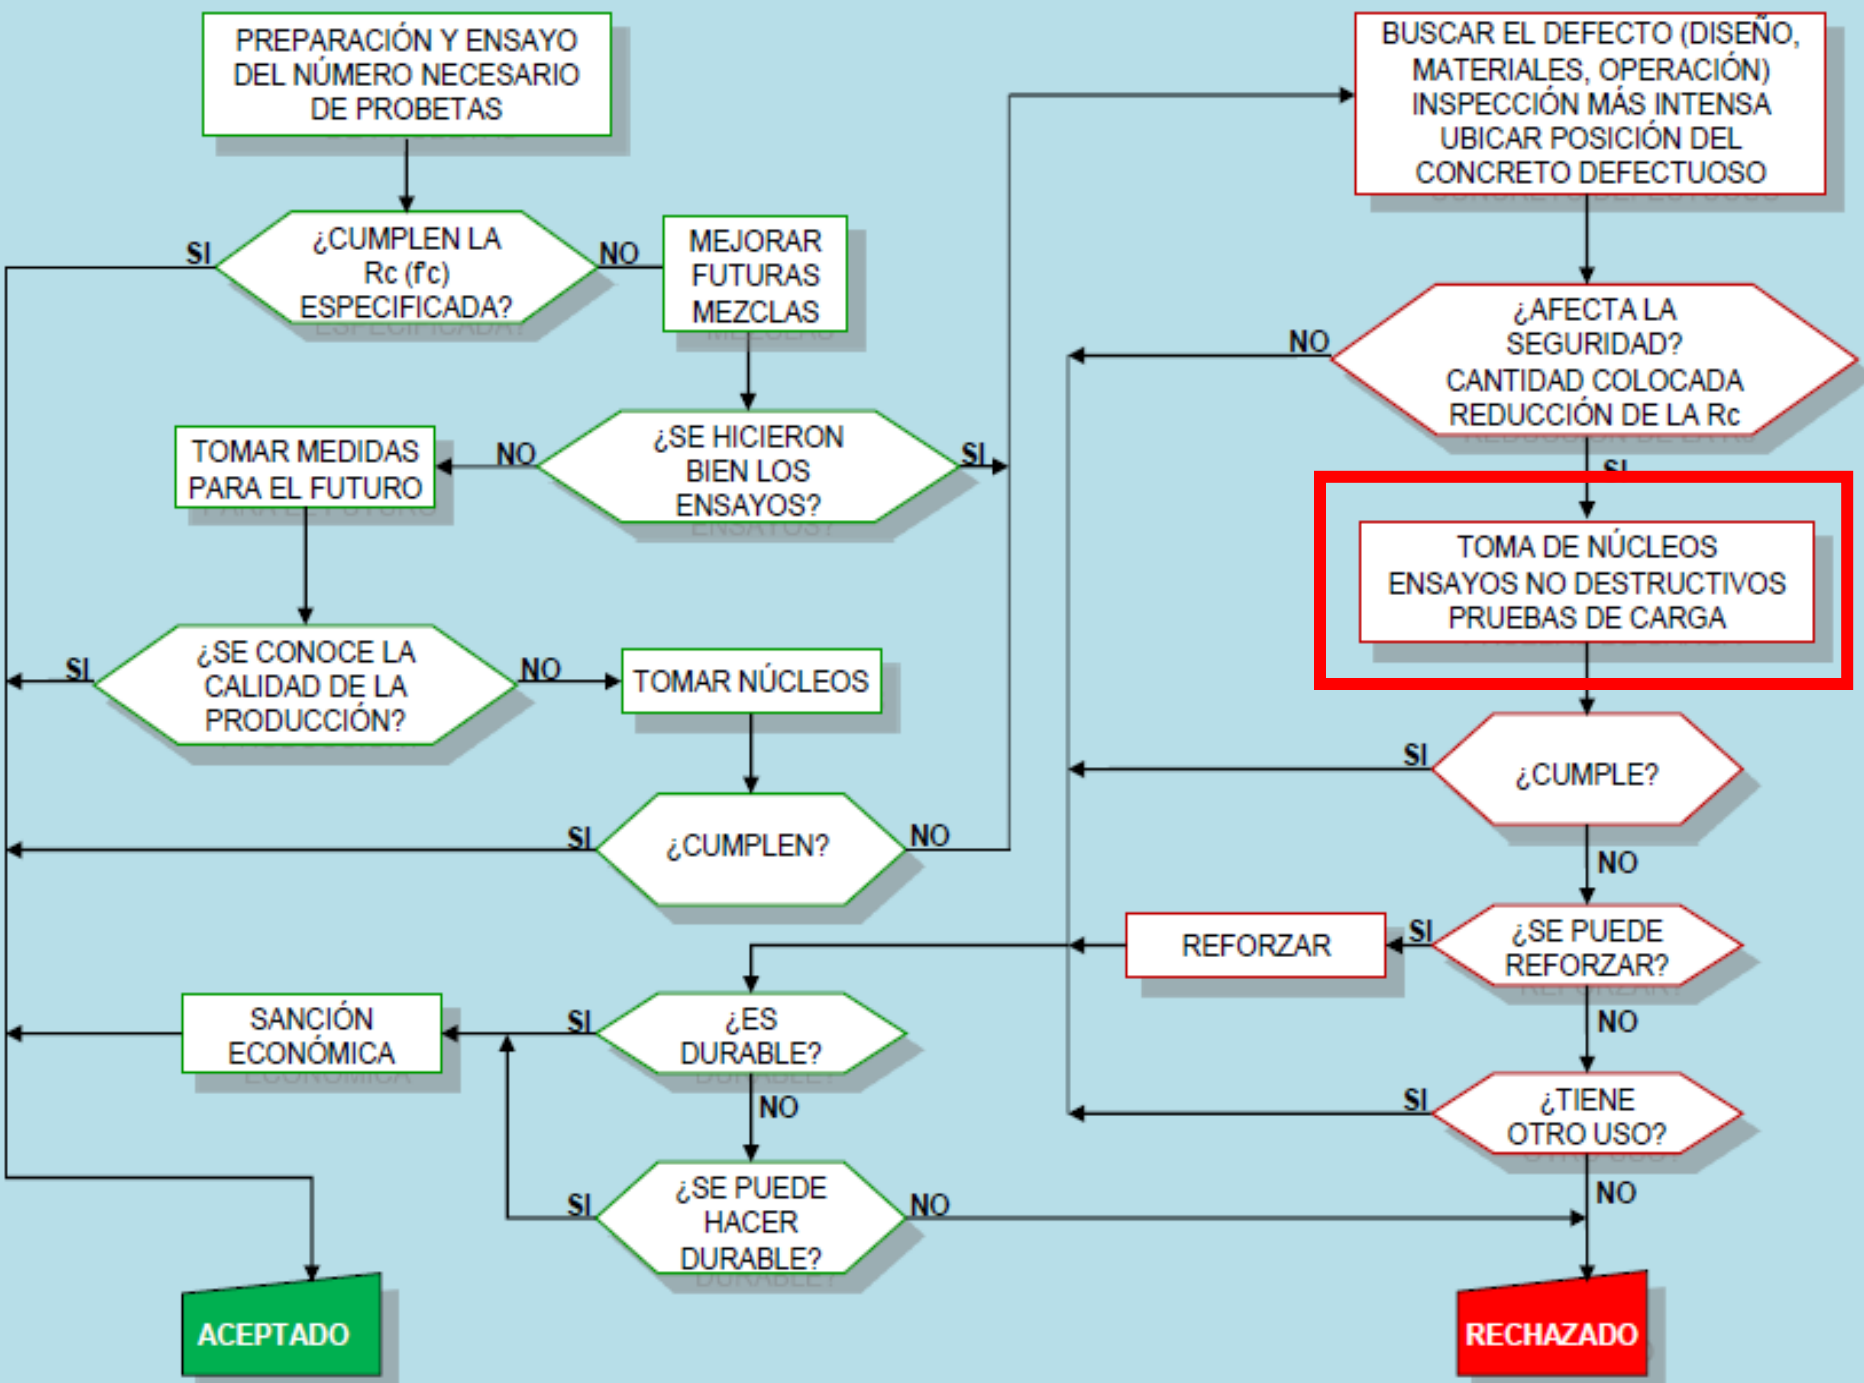 PREPARACIÓN Y ENSAYO
DEL NÚMERO NECESARIO
DE PROBETAS
¿CUMPLEN LA
Rc (f'c)
ESPECIFICADA?
SI
NO
MEJORAR
FUTURAS
MEZCLAS
¿SE HICIERON
BIEN LOS
ENSAYOS?
NO
SI
TOMAR MEDIDAS
PARA EL FUTURO
¿SE CONOCE LA
CALIDAD DE LA
PRODUCCIÓN?
SI
NO
TOMAR NÚCLEOS
¿CUMPLEN?
SI
NO
BUSCAR EL DEFECTO (DISEÑO,
MATERIALES, OPERACIÓN)
INSPECCIÓN MÁS INTENSA
UBICAR POSICIÓN DEL
CONCRETO DEFECTUOSO
¿AFECTA LA
SEGURIDAD?
CANTIDAD COLOCADA
REDUCCIÓN DE LA Rc
NO
SI
TOMA DE NÚCLEOS
ENSAYOS NO DESTRUCTIVOS
PRUEBAS DE CARGA
¿CUMPLE?
SI
NO
¿SE PUEDE
REFORZAR?
SI
NO
REFORZAR
¿TIENE
OTRO USO?
SI
NO
¿ES
DURABLE?
SI
NO
SANCIÓN
ECONÓMICA
¿SE PUEDE
HACER
DURABLE?
SI
NO
ACEPTADO
RECHAZADO